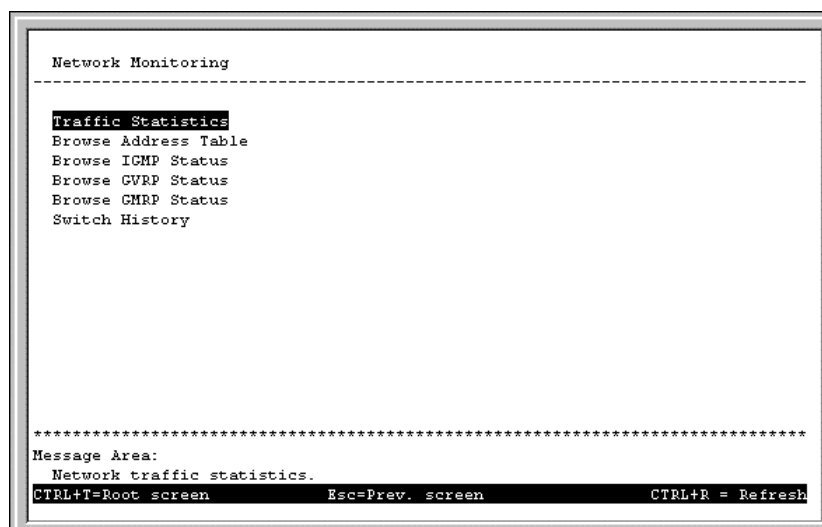 Network Monitoring
--------------------------------------------------------------------------------
Traffic Statistics
Browse Address Table
Browse IGMP Status
Browse GVRP Status
Browse GMRP Status
Switch History
********************************************************************************
Message Area:
Network traffic statistics.
CTRL+T=Root screen Esc=Prev. screen CTRL+R = Refresh